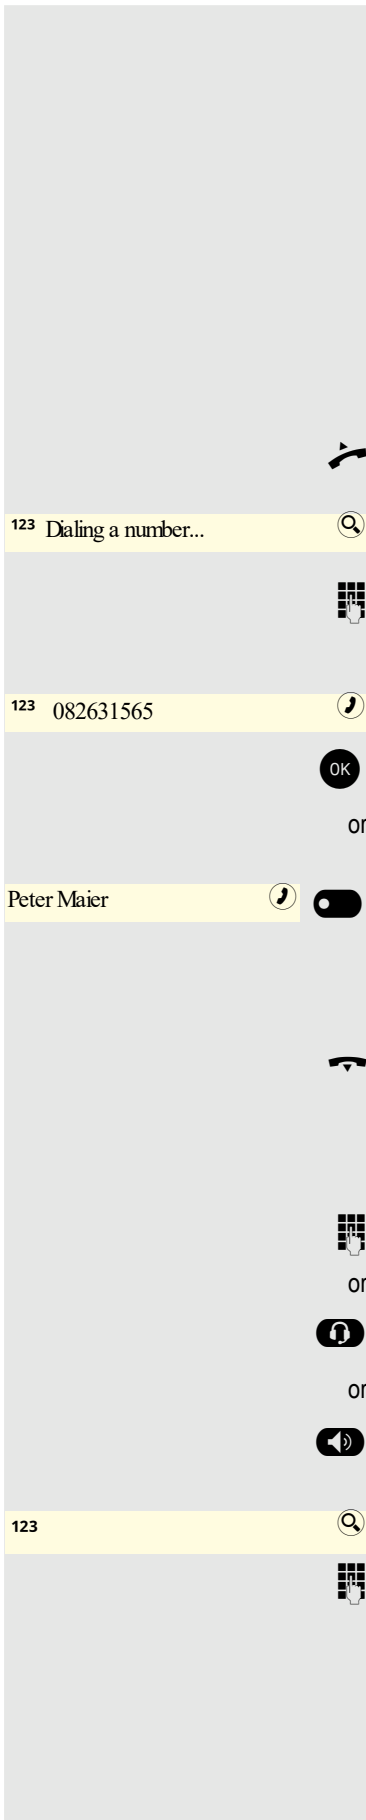 123 Dialing a number...
123 082631565
OK
or
Peter Maier
or
or
123